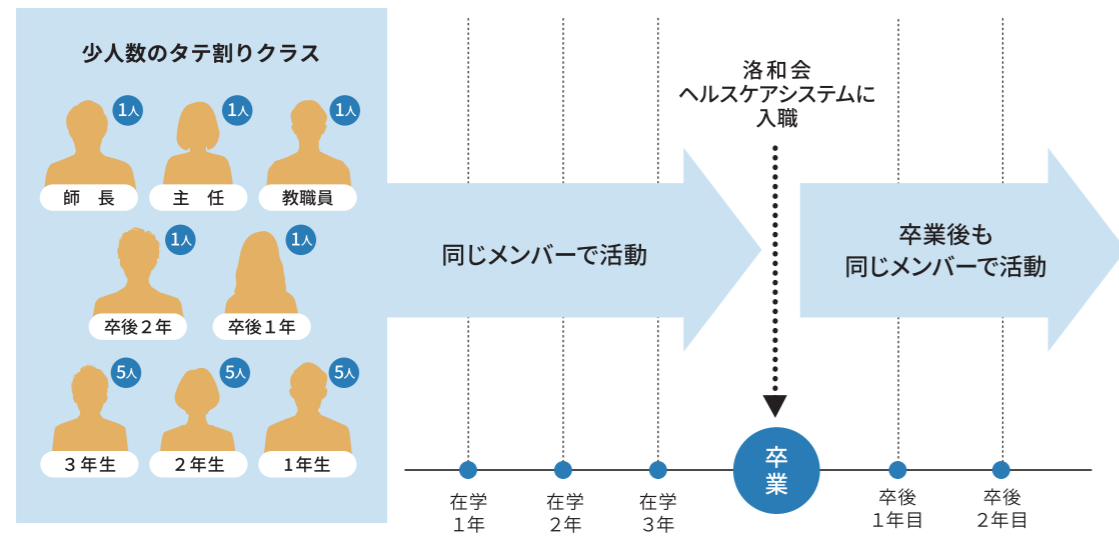 少人数のタテ割りクラス
1人
1人
1人
師　長
主　任
教職員
1人
1人
卒後２年
卒後１年
5人
5人
5人
３年生
２年生
1年生
同じメンバーで活動
洛和会
ヘルスケアシステムに
入職
卒業後も
同じメンバーで活動
卒
業
在学
１年
在学
２年
在学
３年
卒後
１年目
卒後
２年目